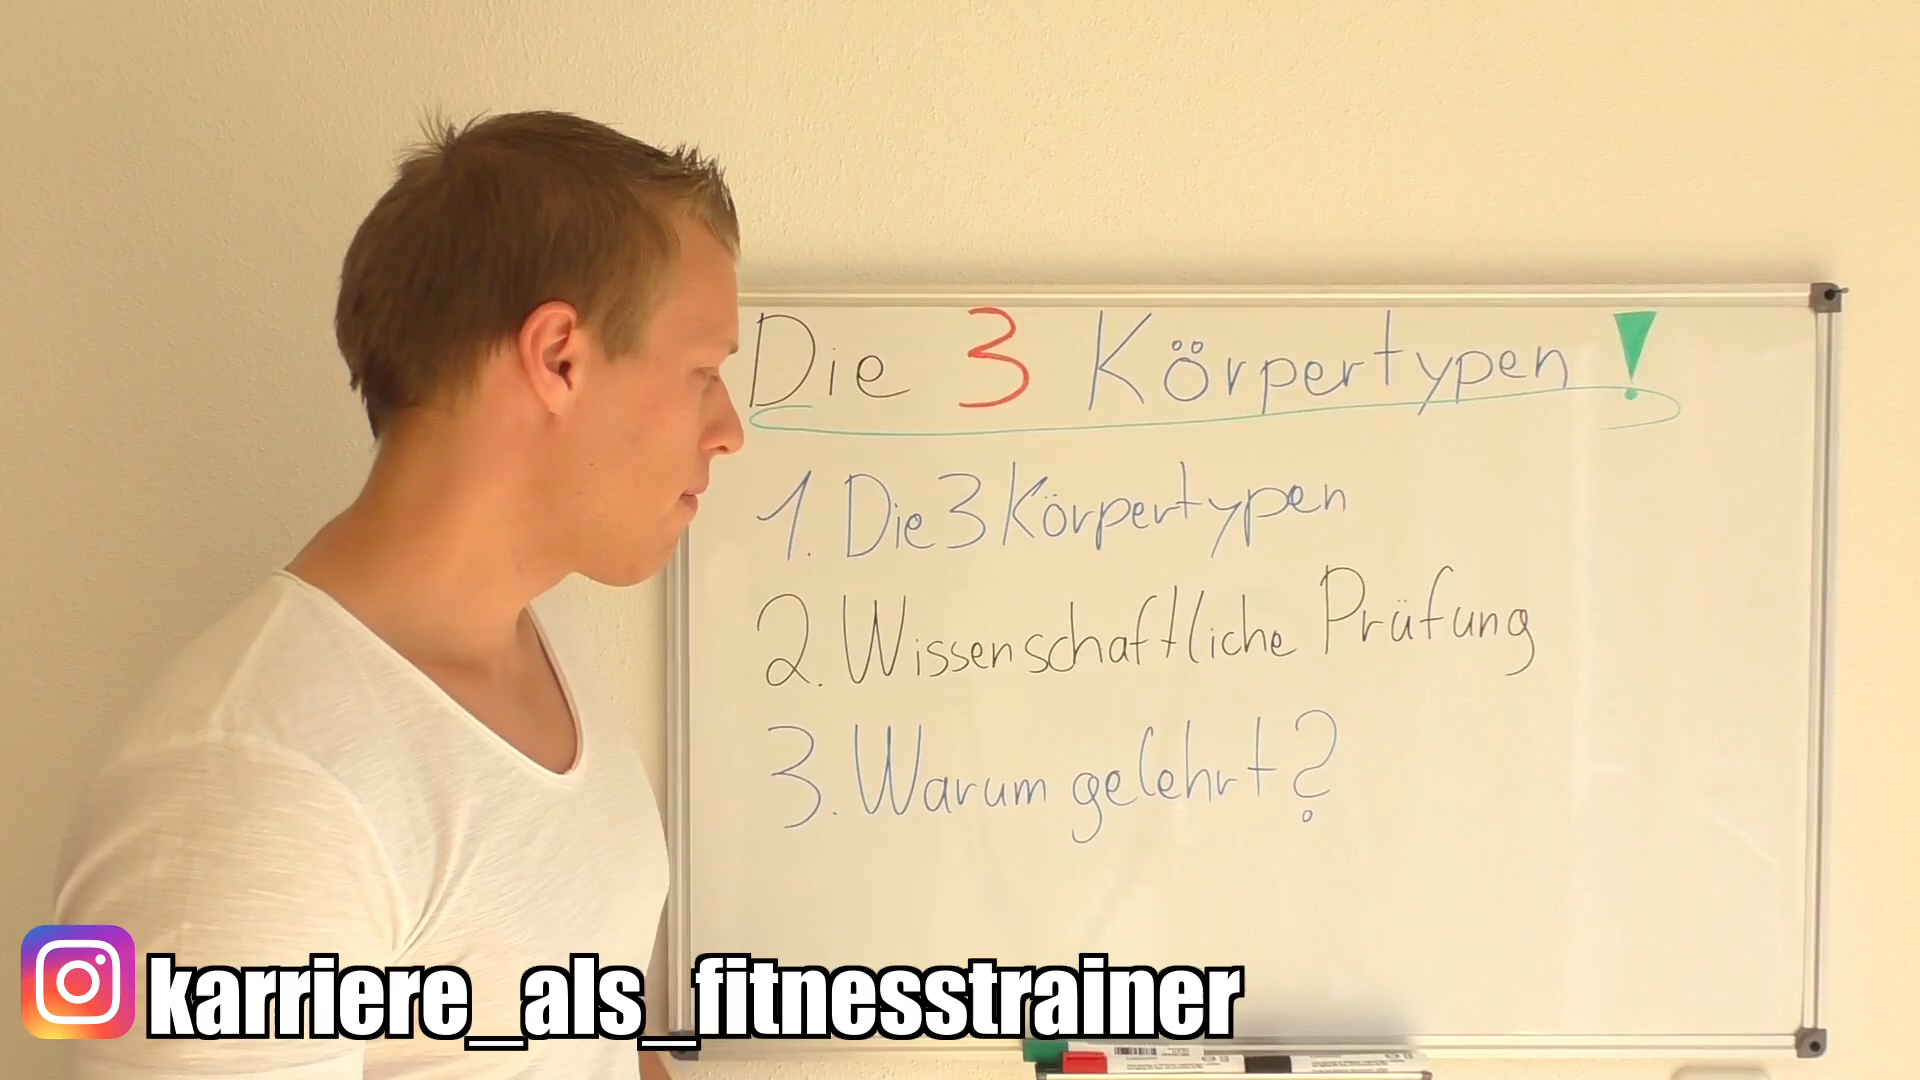 Die 3 Körpertypen!
1. Die 3 Körpertypen
2. Wissenschaftliche Prüfung
3. Warum gelehrt?
karriere_als_fitnesstrainer